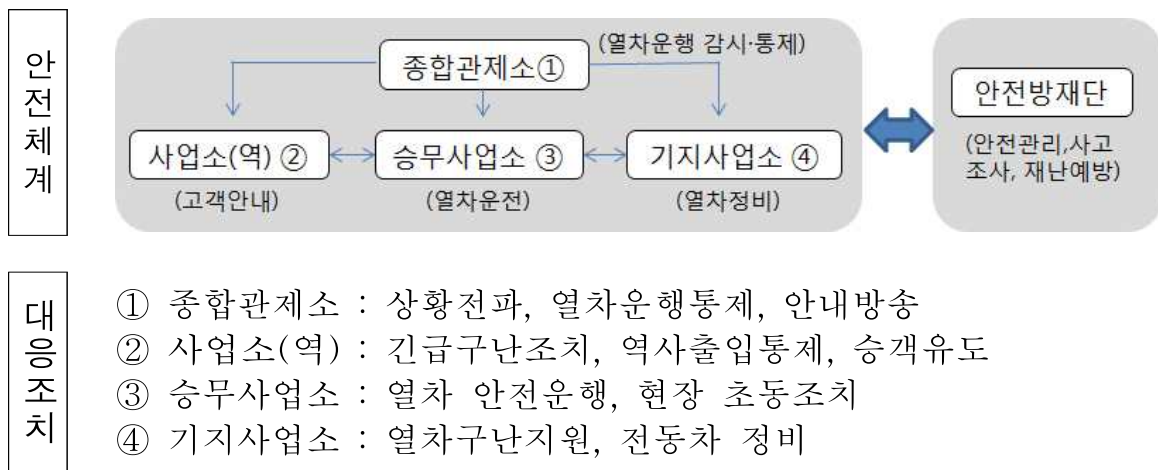 안전체계
(열차운행 감시·통제)
종합관제소①
사업소(역) ②
승무사업소 ③
기지사업소 ④
(고객안내)
(열차운전)
(열차정비)
안전방재단
(안전관리,사고
조사, 재난예방)
대응조치
① 종합관제소 : 상황전파, 열차운행통제, 안내방송
② 사업소(역) : 긴급구난조치, 역사출입통제, 승객유도
③ 승무사업소 : 열차 안전운행, 현장 초동조치
④ 기지사업소 : 열차구난지원, 전동차 정비